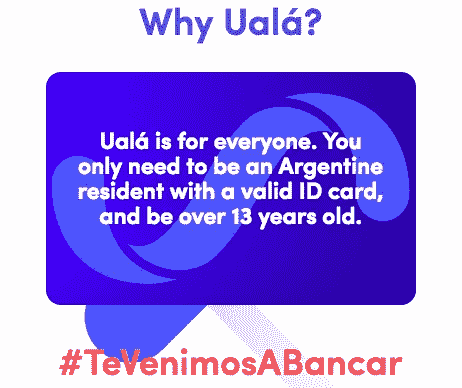 Why Ualá?
Ualá is for everyone. You
only need to be an Argentine
resident with a valid ID card,
and be over 13 years old.
#TeVenimosABancar